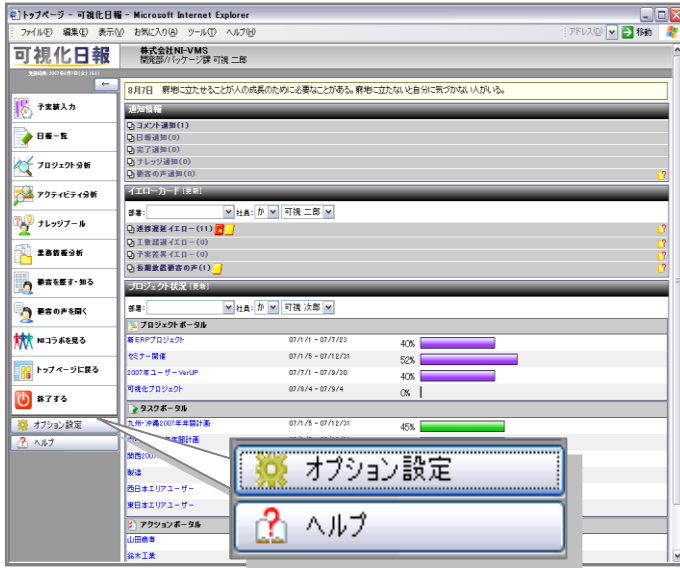 トップページ - 可視化日報 - Microsoft Internet Explorer
ファイル(F) 編集(E) 表示(V) お気に入り(A) ツール(T) ヘルプ(H)
アドレス(D) 移動
可視化日報
株式会社NI-VMS
開発部/パッケージ課 可視 二郎
←
8月7日 窮地に立たせることが人の成長のために必要なことがある。窮地に立たないと自分に気づかない人がいる。
予定実績入力
日報一覧
プロジェクト分析
アクティビティ分析
ナレッジプール
業務情報分析
顧客を探す・知る
顧客の声を聞く
NIコラボを見る
トップページに戻る
終了する
オプション設定
ヘルプ
通知情報
コメント通知(1)
日報通知(0)
完了通知(0)
ナレッジ通知(0)
顧客の声通知(0)
イエローカード [更新]
部署: 社員: か 可視 二郎
進捗遅延イエロー(11)
工数超過イエロー(0)
予実差異イエロー(0)
長期放置顧客の声(1)
プロジェクト状況 [更新]
部署: 社員: か 可視 次郎
プロジェクトポータル
新ERPプロジェクト 07/1/1 - 07/7/23 40%
セミナー開催 07/1/5 - 07/12/31 52%
2007年ユーザーVerUP 07/7/1 - 07/9/30 40%
可視化プロジェクト 07/8/4 - 07/9/4 0%
タスクポータル
九州・沖縄2007年年間計画 07/1/5 - 07/12/31 45%
年間計画
関西2007
製造
西日本エリアユーザー
東日本エリアユーザー
アクションポータル
山田商事
鈴木工業
オプション設定
ヘルプ